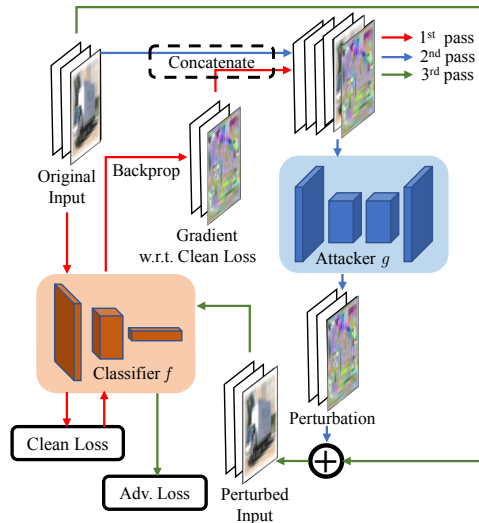 Concatenate
1st pass
2nd pass
3rd pass
Original
Input
Backprop
Gradient
w.r.t. Clean Loss
Attacker g
Classifier f
Perturbation
Clean Loss
Adv. Loss
Perturbed
Input